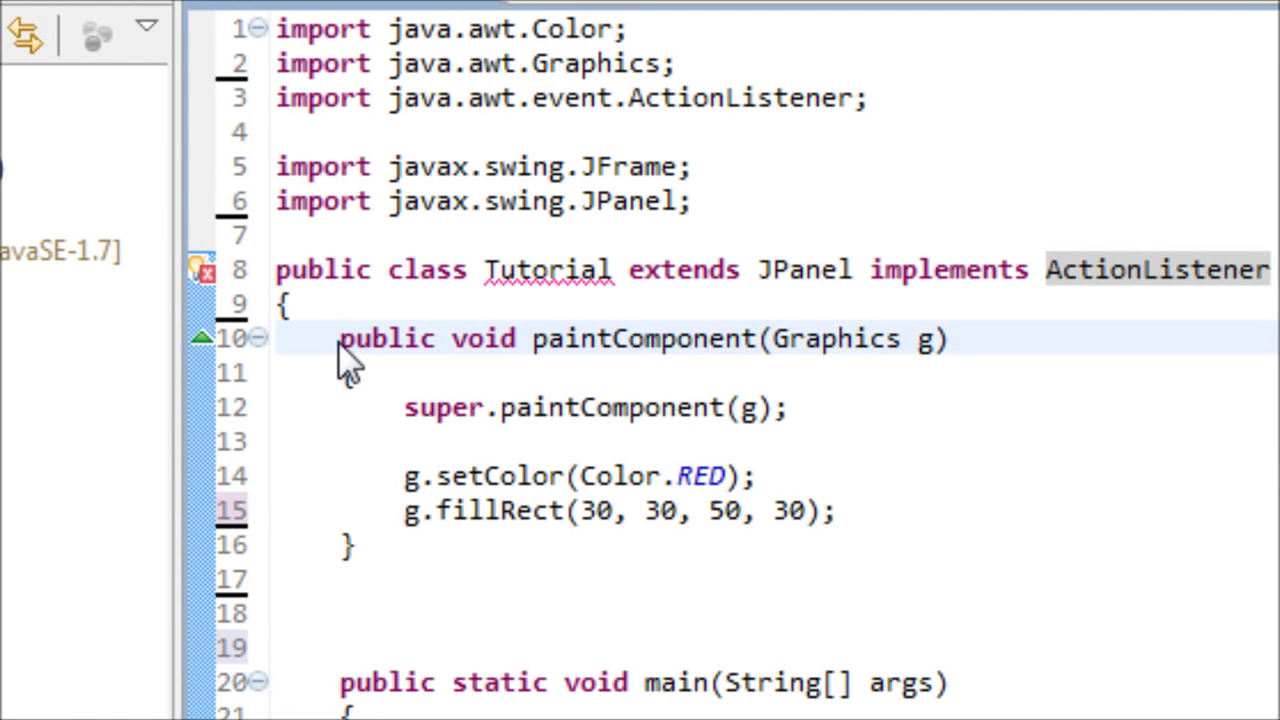 1 import java.awt.Color;
2 import java.awt.Graphics;
3 import java.awt.event.ActionListener;
4
5 import javax.swing.JFrame;
6 import javax.swing.JPanel;
7
avaSE-1.7]
8 public class Tutorial extends JPanel implements ActionListener
9 {
10 public void paintComponent(Graphics g)
11 {
12 super.paintComponent(g);
13
14 g.setColor(Color.RED);
15 g.fillRect(30, 30, 50, 30);
16 }
17
18
19
20 public static void main(String[] args)
21 {